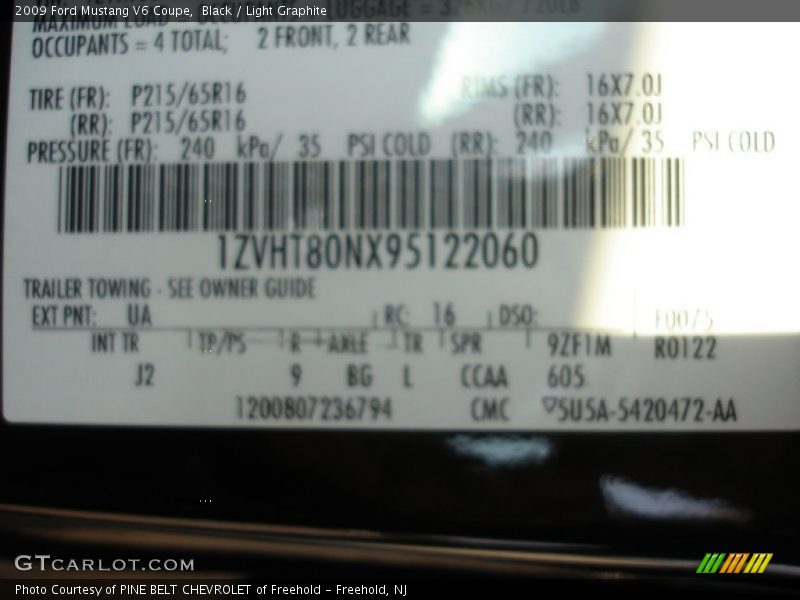 2009 Ford Mustang V6 Coupe, Black / Light Graphite
MAXIMUM LOAD OCCUPANTS LUGGAGE =
OCCUPANTS = 4 TOTAL; 2 FRONT, 2 REAR
TIRE (FR): P215/65R16 RIMS (FR): 16X7.0J
(RR): P215/65R16 (RR): 16X7.0J
PRESSURE (FR): 240 kPa/ 35 PSI COLD (RR): 240 kPa/ 35 PSI COLD
1ZVHT80NX95122060
TRAILER TOWING - SEE OWNER GUIDE
EXT PNT: UA RC: 16 DSO: F0075
INT TR TP/PS R AXLE TR SPR 9ZF1M R0122
J2 9 BG L CCAA 605
1200807236794 CMC ▽5U5A-5420472-AA
GTCARLOT.COM
Photo Courtesy of PINE BELT CHEVROLET of Freehold - Freehold, NJ